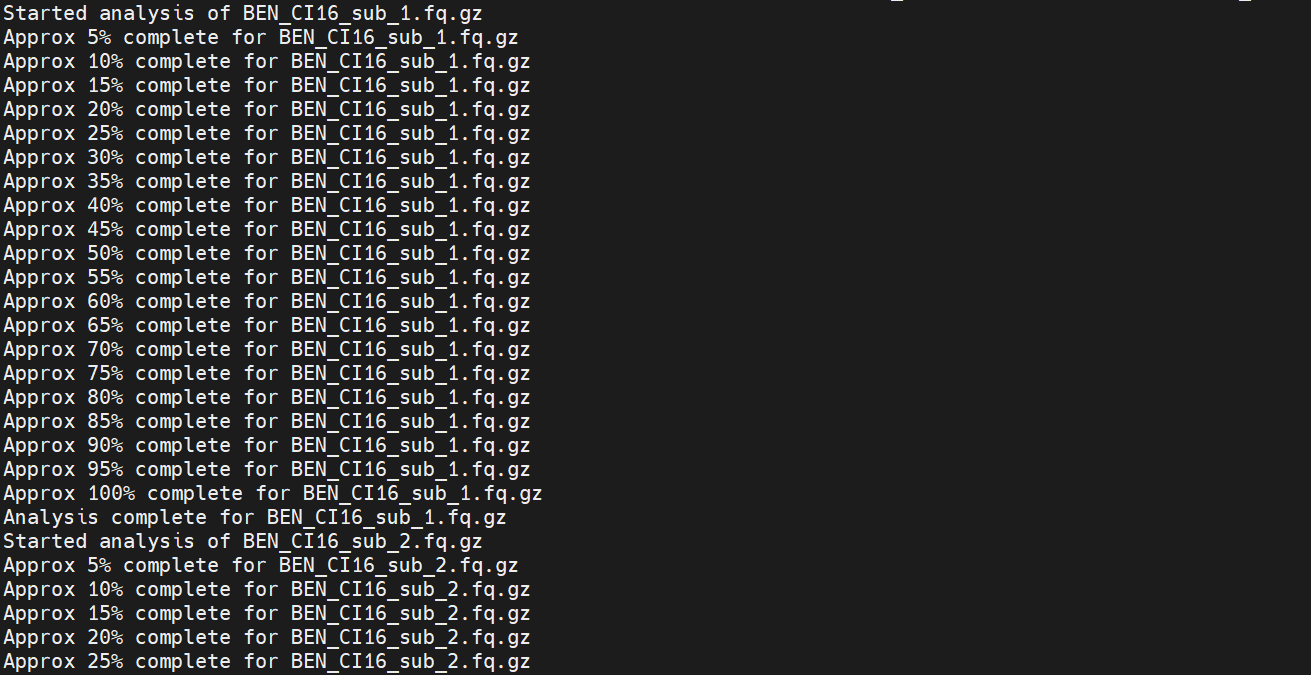 Started analysis of BEN_CI16_sub_1.fq.gz
Approx 5% complete for BEN_CI16_sub_1.fq.gz
Approx 10% complete for BEN_CI16_sub_1.fq.gz
Approx 15% complete for BEN_CI16_sub_1.fq.gz
Approx 20% complete for BEN_CI16_sub_1.fq.gz
Approx 25% complete for BEN_CI16_sub_1.fq.gz
Approx 30% complete for BEN_CI16_sub_1.fq.gz
Approx 35% complete for BEN_CI16_sub_1.fq.gz
Approx 40% complete for BEN_CI16_sub_1.fq.gz
Approx 45% complete for BEN_CI16_sub_1.fq.gz
Approx 50% complete for BEN_CI16_sub_1.fq.gz
Approx 55% complete for BEN_CI16_sub_1.fq.gz
Approx 60% complete for BEN_CI16_sub_1.fq.gz
Approx 65% complete for BEN_CI16_sub_1.fq.gz
Approx 70% complete for BEN_CI16_sub_1.fq.gz
Approx 75% complete for BEN_CI16_sub_1.fq.gz
Approx 80% complete for BEN_CI16_sub_1.fq.gz
Approx 85% complete for BEN_CI16_sub_1.fq.gz
Approx 90% complete for BEN_CI16_sub_1.fq.gz
Approx 95% complete for BEN_CI16_sub_1.fq.gz
Approx 100% complete for BEN_CI16_sub_1.fq.gz
Analysis complete for BEN_CI16_sub_1.fq.gz
Started analysis of BEN_CI16_sub_2.fq.gz
Approx 5% complete for BEN_CI16_sub_2.fq.gz
Approx 10% complete for BEN_CI16_sub_2.fq.gz
Approx 15% complete for BEN_CI16_sub_2.fq.gz
Approx 20% complete for BEN_CI16_sub_2.fq.gz
Approx 25% complete for BEN_CI16_sub_2.fq.gz